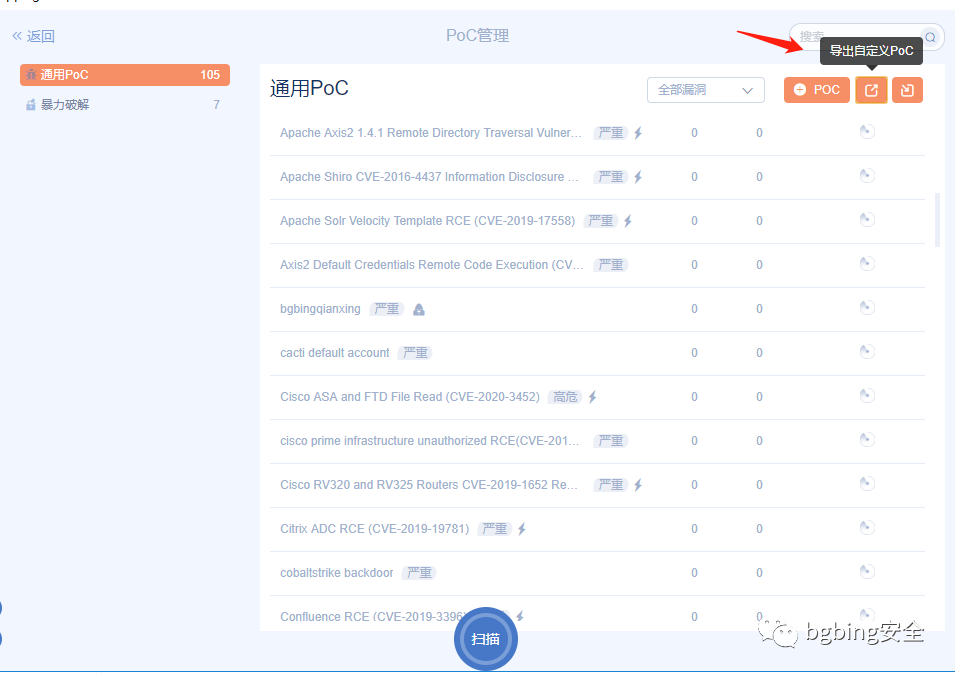 返回
PoC管理
搜索
导出自定义PoC
通用PoC 105
暴力破解 7
通用PoC
全部漏洞
POC
Apache Axis2 1.4.1 Remote Directory Traversal Vulner... 严重 0 0
Apache Shiro CVE-2016-4437 Information Disclosure ... 严重 0 0
Apache Solr Velocity Template RCE (CVE-2019-17558) 严重 0 0
Axis2 Default Credentials Remote Code Execution (CV... 严重 0 0
bgbingqianxing 严重 0 0
cacti default account 严重 0 0
Cisco ASA and FTD File Read (CVE-2020-3452) 高危 0 0
cisco prime infrastructure unauthorized RCE(CVE-201... 严重 0 0
Cisco RV320 and RV325 Routers CVE-2019-1652 Re... 严重 0 0
Citrix ADC RCE (CVE-2019-19781) 严重 0 0
cobaltstrike backdoor 严重 0 0
Confluence RCE (CVE-2019-3396) 0 0
扫描
bgbing安全